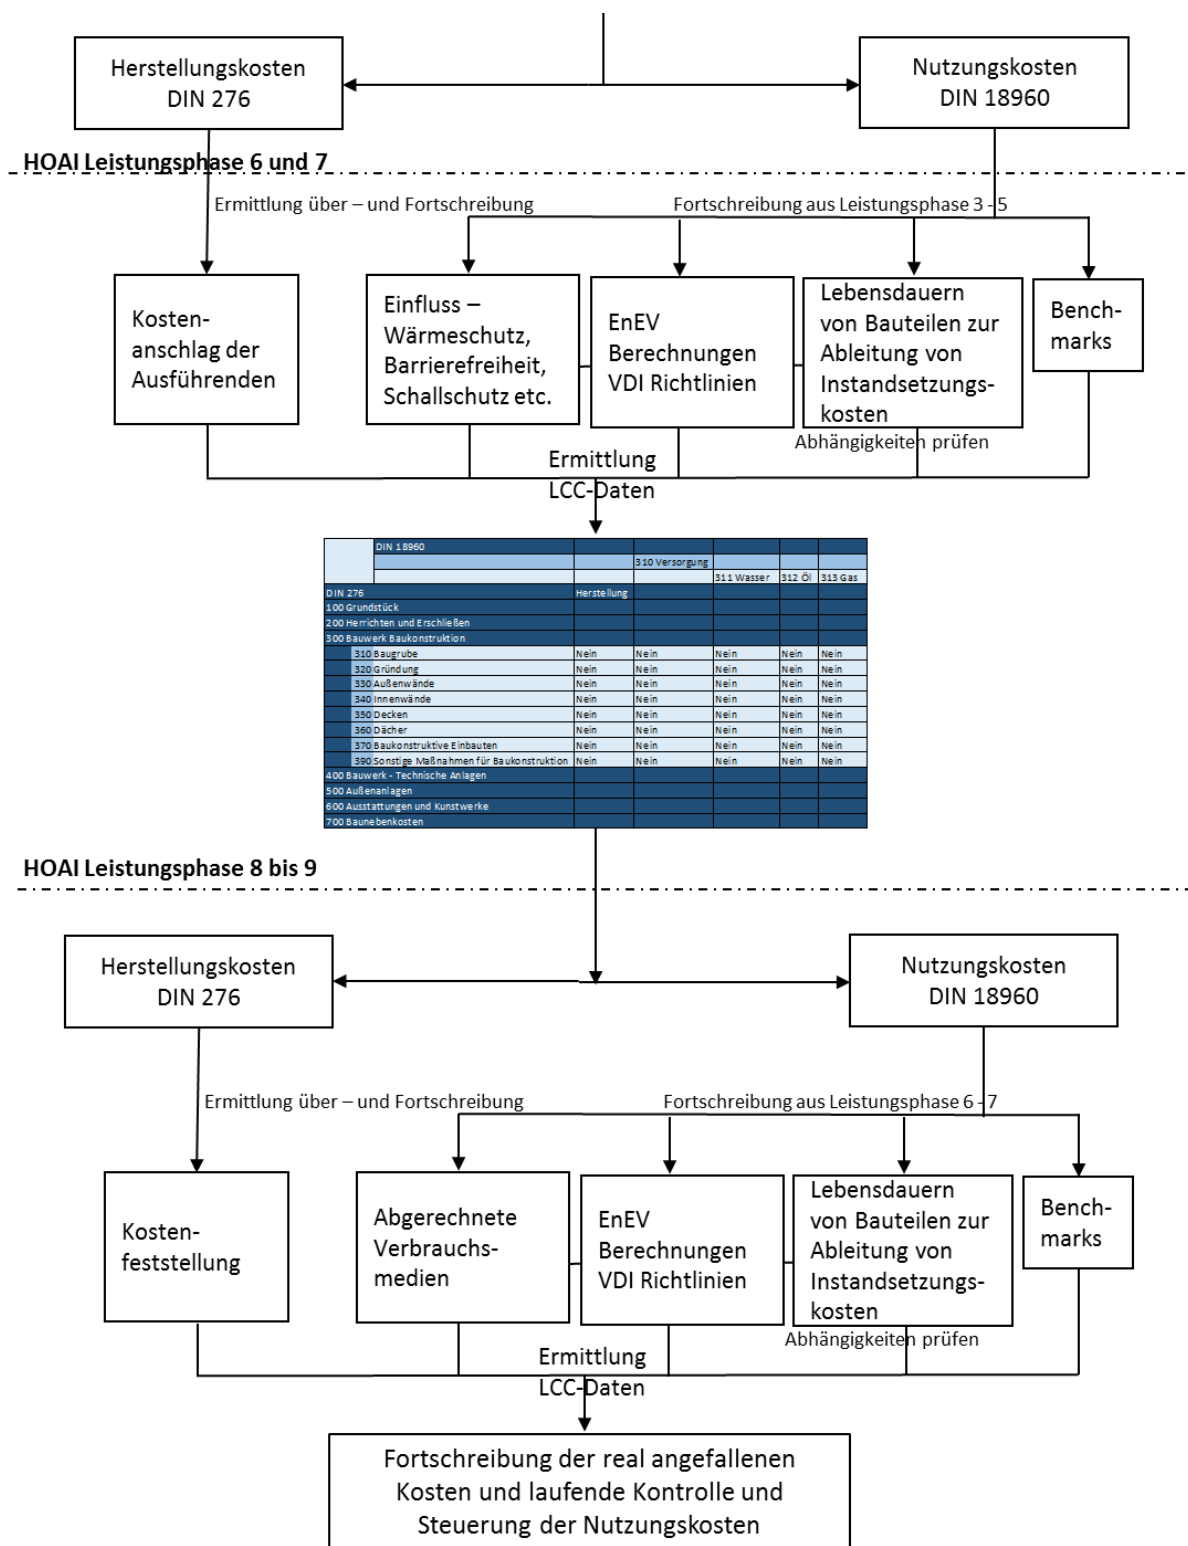 Herstellungskosten
DIN 276
Nutzungskosten
DIN 18960
HOAI Leistungsphase 6 und 7
Ermittlung über – und Fortschreibung
Fortschreibung aus Leistungsphase 3 - 5
Kosten-
anschlag der
Ausführenden
Einfluss –
Wärmeschutz,
Barrierefreiheit,
Schallschutz etc.
EnEV
Berechnungen
VDI Richtlinien
Lebensdauern
von Bauteilen zur
Ableitung von
Instandsetzungs-
kosten
Bench-
marks
Abhängigkeiten prüfen
Ermittlung
LCC-Daten
DIN 18960
310 Versorgung
311 Wasser 312 Öl 313 Gas
DIN 276 Herstellung
100 Grundstück
200 Herrichten und Erschließen
300 Bauwerk Baukonstruktion
310 Baugrube Nein Nein Nein Nein Nein
320 Gründung Nein Nein Nein Nein Nein
330 Außenwände Nein Nein Nein Nein Nein
340 Innenwände Nein Nein Nein Nein Nein
350 Decken Nein Nein Nein Nein Nein
360 Dächer Nein Nein Nein Nein Nein
370 Baukonstruktive Einbauten Nein Nein Nein Nein Nein
390 Sonstige Maßnahmen für Baukonstruktion Nein Nein Nein Nein Nein
400 Bauwerk - Technische Anlagen
500 Außenanlagen
600 Ausstattungen und Kunstwerke
700 Baunebenkosten
HOAI Leistungsphase 8 bis 9
Herstellungskosten
DIN 276
Nutzungskosten
DIN 18960
Ermittlung über – und Fortschreibung
Fortschreibung aus Leistungsphase 6 - 7
Kosten-
feststellung
Abgerechnete
Verbrauchs-
medien
EnEV
Berechnungen
VDI Richtlinien
Lebensdauern
von Bauteilen zur
Ableitung von
Instandsetzungs-
kosten
Bench-
marks
Abhängigkeiten prüfen
Ermittlung
LCC-Daten
Fortschreibung der real angefallenen
Kosten und laufende Kontrolle und
Steuerung der Nutzungskosten